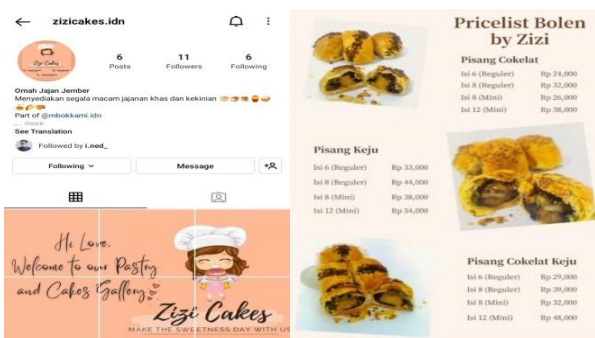 zizicakes.idn
Zizi Cakes
6
11
6
Posts
Followers
Following
Omah Jajan Jember
Menyediakan segala macam jajanan khas dan kekinian
Part of @mbokkami.idn
... more
See Translation
Followed by i.ned_
Following
Message
Hi Love,
Welcome to our Pastry
and Cakes Gallery
Zizi Cakes
MAKE THE SWEETNESS DAY WITH US
Pricelist Bolen
by Zizi
Pisang Cokelat
Isi 6 (Reguler) Rp 24,000
Isi 8 (Reguler) Rp 32,000
Isi 8 (Mini) Rp 26,000
Isi 12 (Mini) Rp 38,000
Pisang Keju
Isi 6 (Reguler) Rp 33,000
Isi 8 (Reguler) Rp 44,000
Isi 8 (Mini) Rp 38,000
Isi 12 (Mini) Rp 54,000
Pisang Cokelat Keju
Isi 6 (Reguler) Rp 29,000
Isi 8 (Reguler) Rp 39,000
Isi 8 (Mini) Rp 32,000
Isi 12 (Mini) Rp 48,000